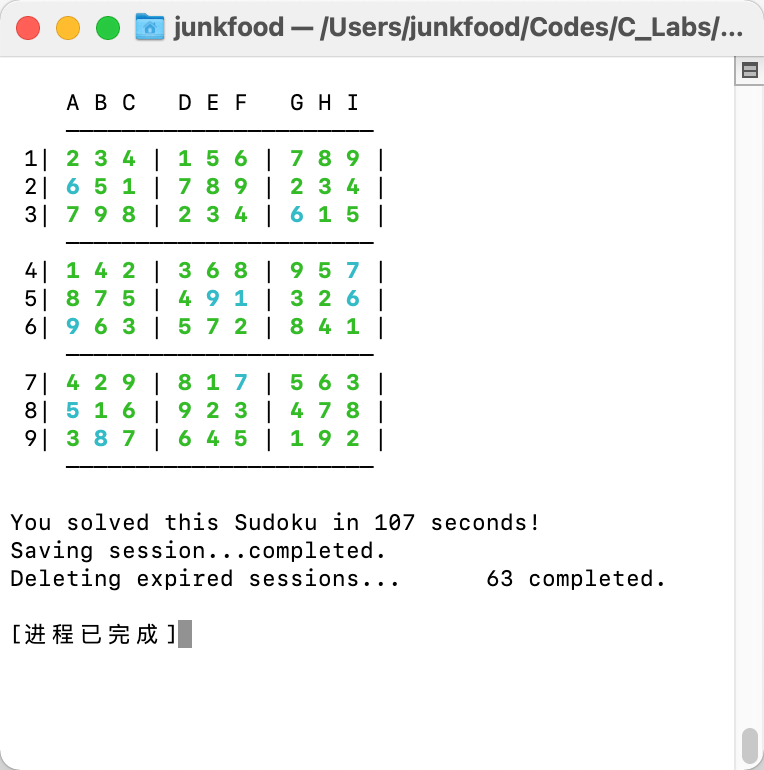 junkfood — /Users/junkfood/Codes/C_Labs/...
A B C D E F G H I
1| 2 3 4 | 1 5 6 | 7 8 9 |
2| 6 5 1 | 7 8 9 | 2 3 4 |
3| 7 9 8 | 2 3 4 | 6 1 5 |
4| 1 4 2 | 3 6 8 | 9 5 7 |
5| 8 7 5 | 4 9 1 | 3 2 6 |
6| 9 6 3 | 5 7 2 | 8 4 1 |
7| 4 2 9 | 8 1 7 | 5 6 3 |
8| 5 1 6 | 9 2 3 | 4 7 8 |
9| 3 8 7 | 6 4 5 | 1 9 2 |
You solved this Sudoku in 107 seconds!
Saving session...completed.
Deleting expired sessions... 63 completed.
[进程已完成]